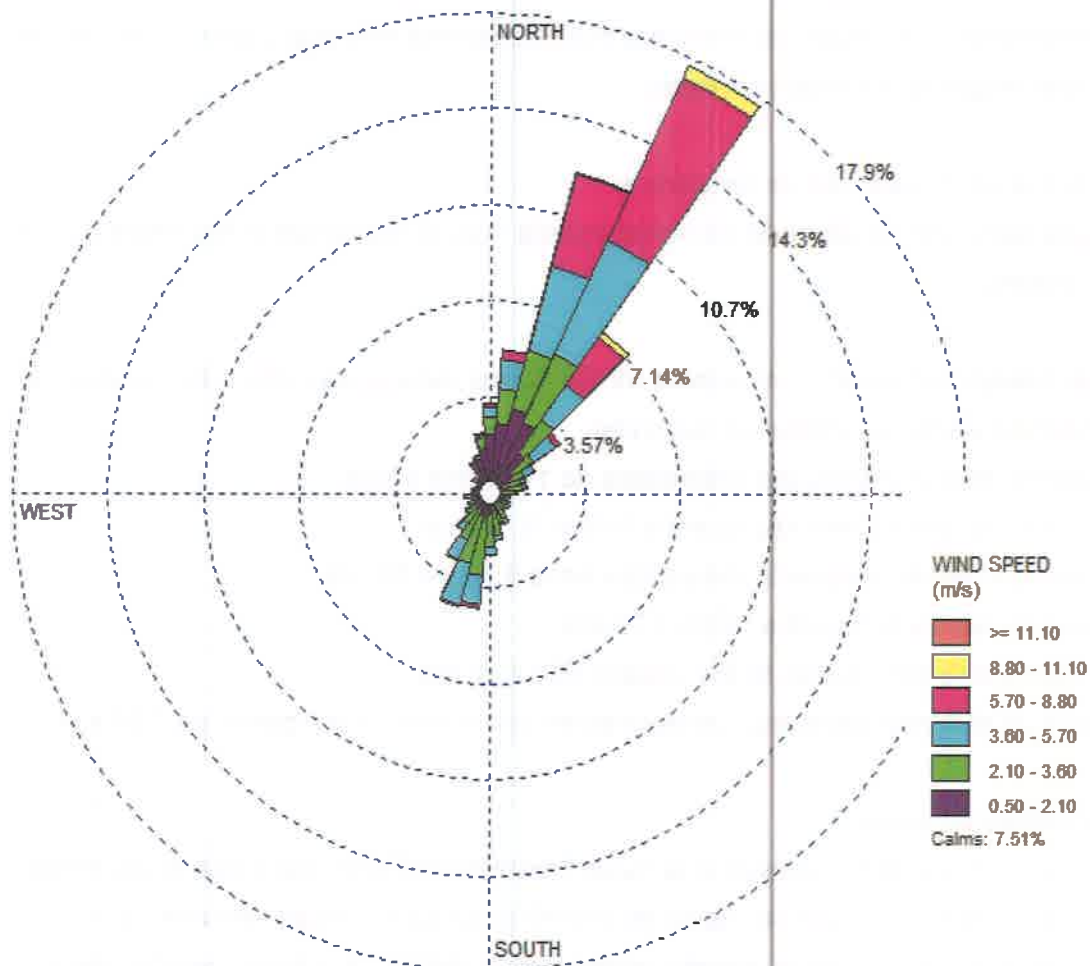 NORTH
17.9%
14.3%
10.7%
7.14%
3.57%
WEST
WIND SPEED
(m/s)
>= 11.10
8.80 - 11.10
5.70 - 8.80
3.60 - 5.70
2.10 - 3.60
0.50 - 2.10
Calms: 7.51%
SOUTH